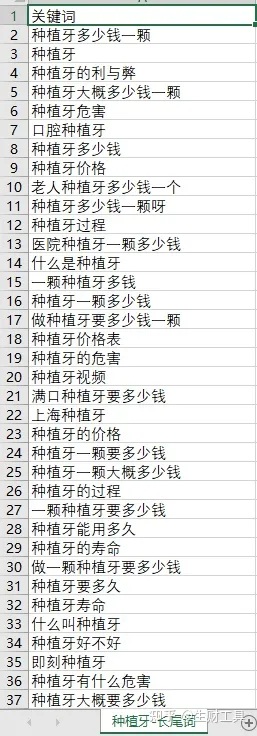 1 关键词
2 种植牙多少钱一颗
3 种植牙
4 种植牙的利与弊
5 种植牙大概多少钱一颗
6 种植牙危害
7 口腔种植牙
8 种植牙多少钱
9 种植牙价格
10 老人种植牙多少钱一个
11 种植牙多少钱一颗呀
12 种植牙过程
13 医院种植牙一颗多少钱
14 什么是种植牙
15 一颗种植牙多钱
16 种植牙一颗多少钱
17 做种植牙要多少钱一颗
18 种植牙价格表
19 种植牙的危害
20 种植牙视频
21 满口种植牙要多少钱
22 上海种植牙
23 种植牙的价格
24 种植牙一颗要多少钱
25 种植牙一颗大概多少钱
26 种植牙的过程
27 一颗种植牙要多少钱
28 种植牙能用多久
29 种植牙的寿命
30 做一颗种植牙要多少钱
31 种植牙要多久
32 种植牙寿命
33 什么叫种植牙
34 种植牙好不好
35 即刻种植牙
36 种植牙有什么危害
37 种植牙大概要多少钱
知乎 @生财工具
种植牙-长尾词